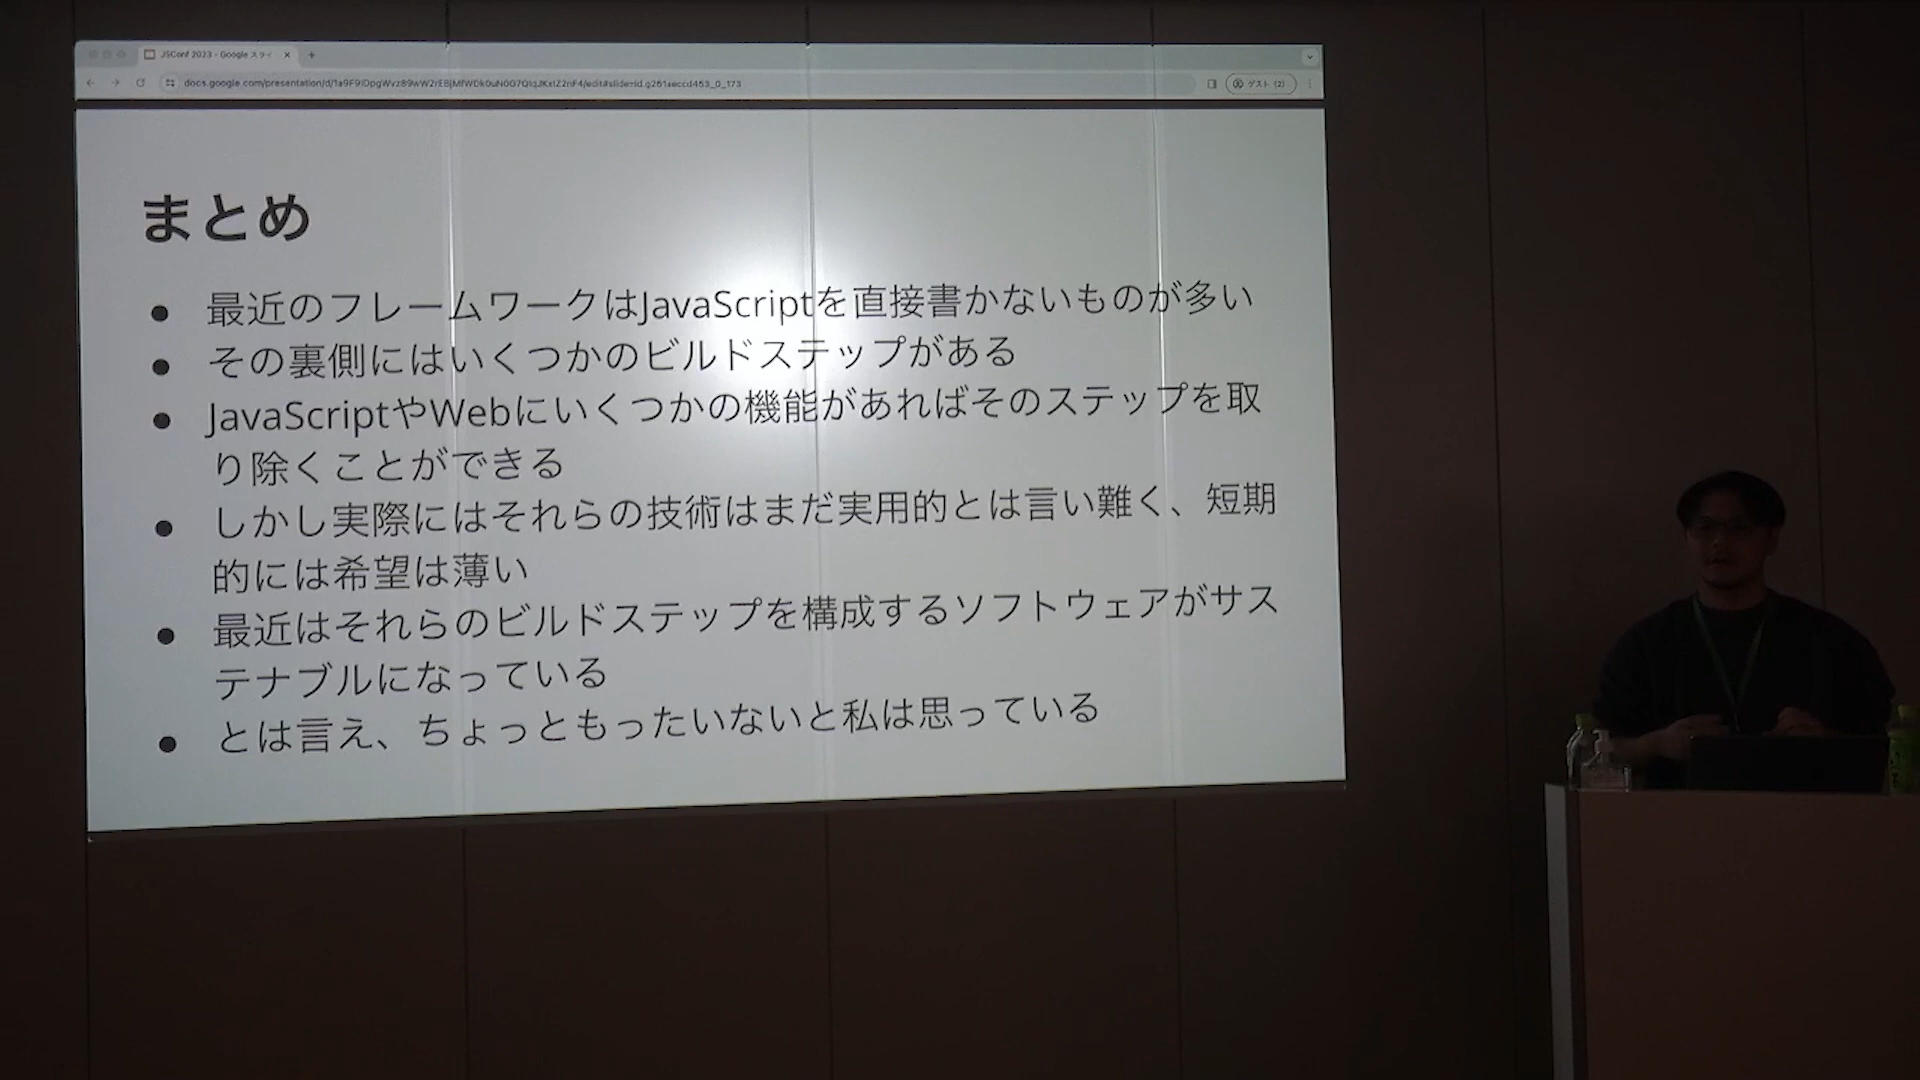 JSConf 2023 - Google スライ
ゲスト (2)
まとめ
● 最近のフレームワークはJavaScriptを直接書かないものが多い
● その裏側にはいくつかのビルドステップがある
● JavaScriptやWebにいくつかの機能があればそのステップを取
り除くことができる
● しかし実際にはそれらの技術はまだ実用的とは言い難く、短期
的には希望は薄い
● 最近はそれらのビルドステップを構成するソフトウェアがサス
テナブルになっている
● とは言え、ちょっともったいないと私は思っている